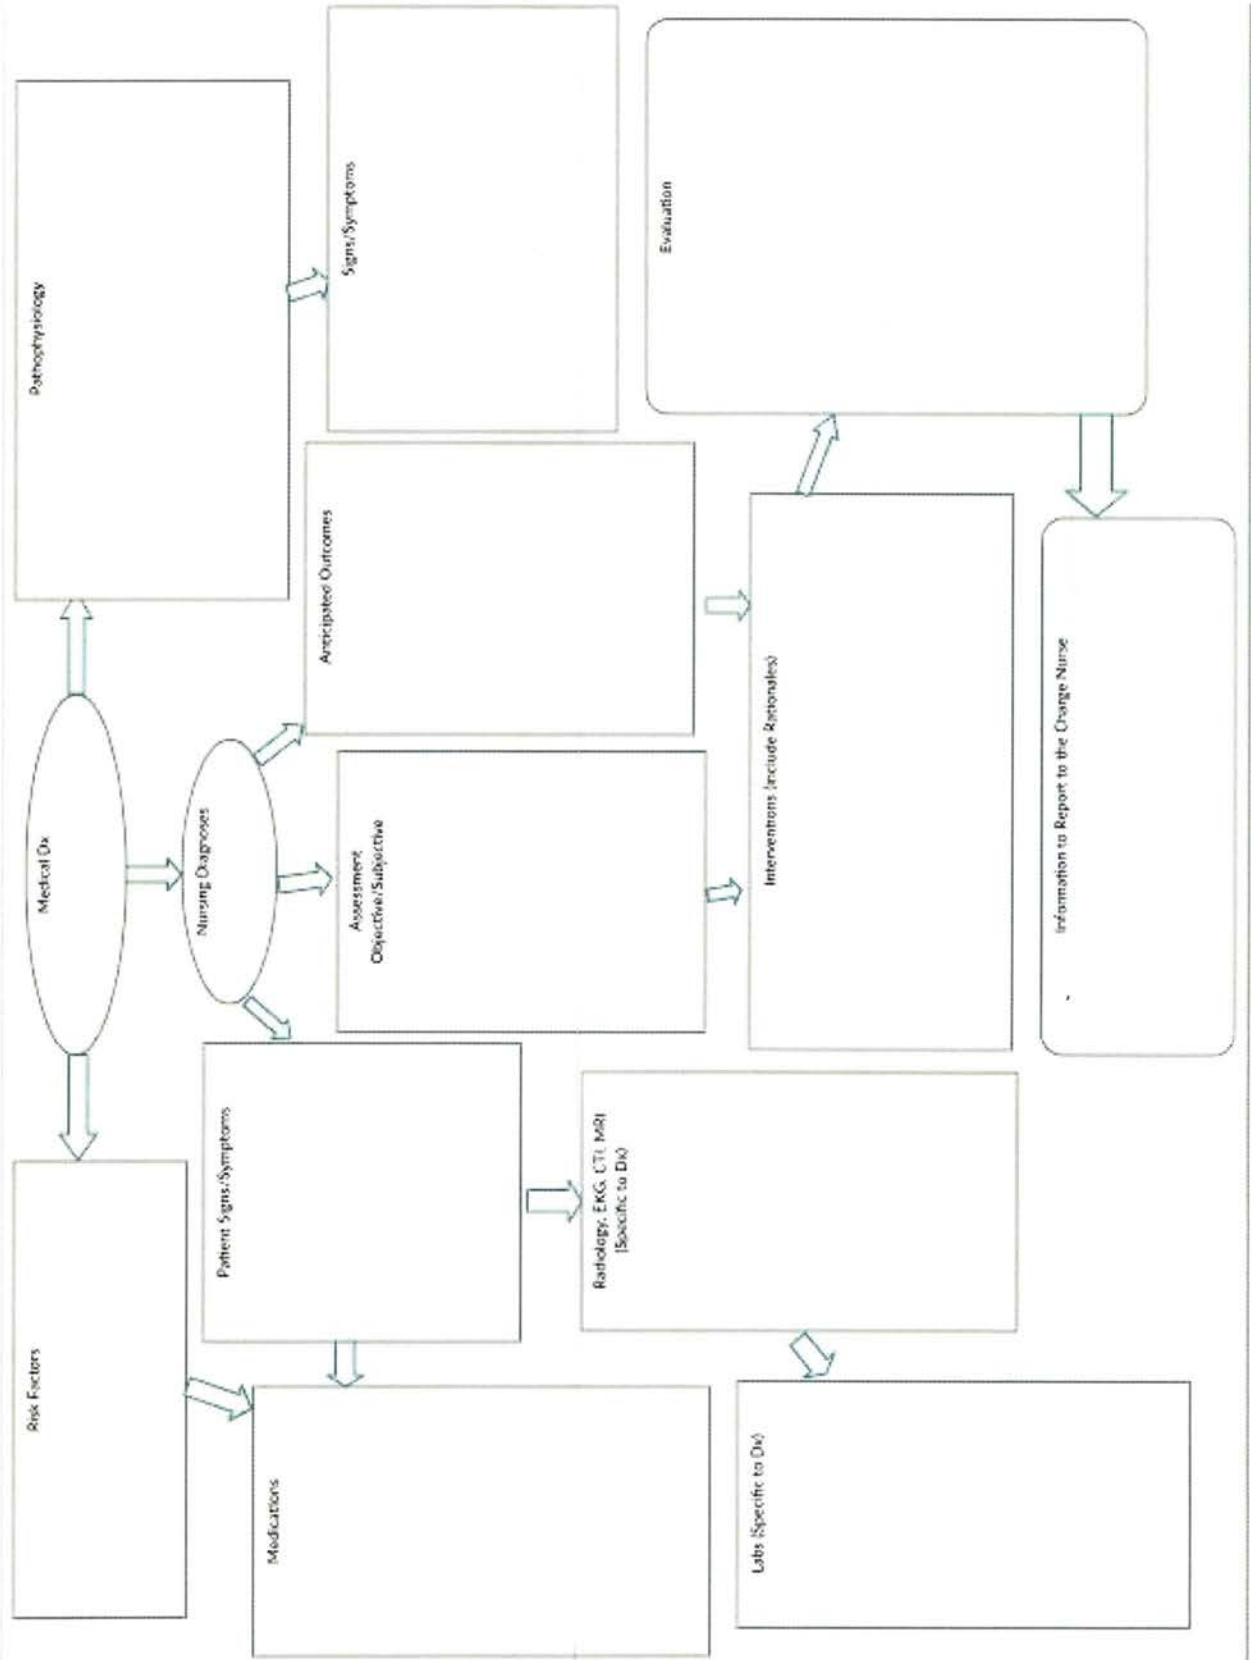 Medical Dx
Risk Factors
Pathophysiology
Nursing Diagnoses
Patient Signs/Symptoms
Medications
Assessment
Objective/Subjective
Anticipated Outcomes
Signs/Symptoms
Radiology, EKG, CTI, MRI
(Specific to Dx)
Labs (Specific to Dx)
Interventions (Include Rationales)
Evaluation
Information to Report to the Charge Nurse